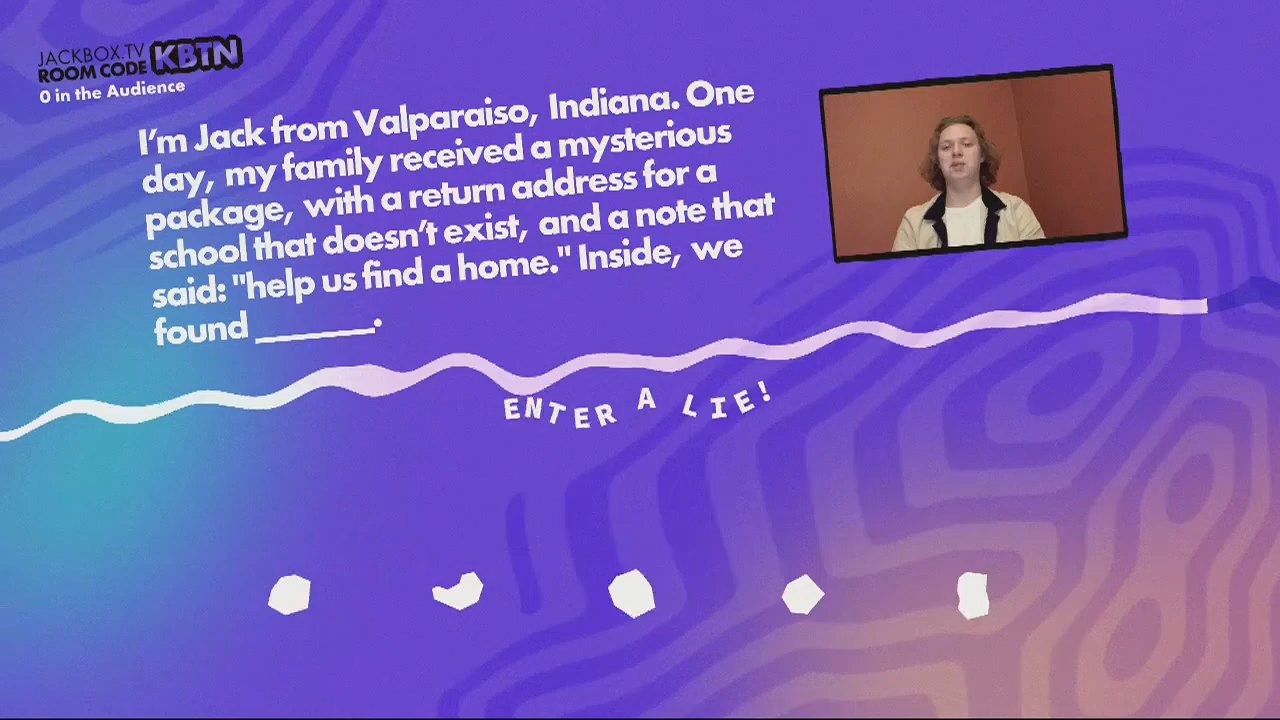 JACKBOX.TV
ROOM CODE KBTN
0 in the Audience
I'm Jack from Valparaiso, Indiana. One
day, my family received a mysterious
package, with a return address for a
school that doesn't exist, and a note that
said: "help us find a home." Inside, we
found ________.
ENTER A LIE!